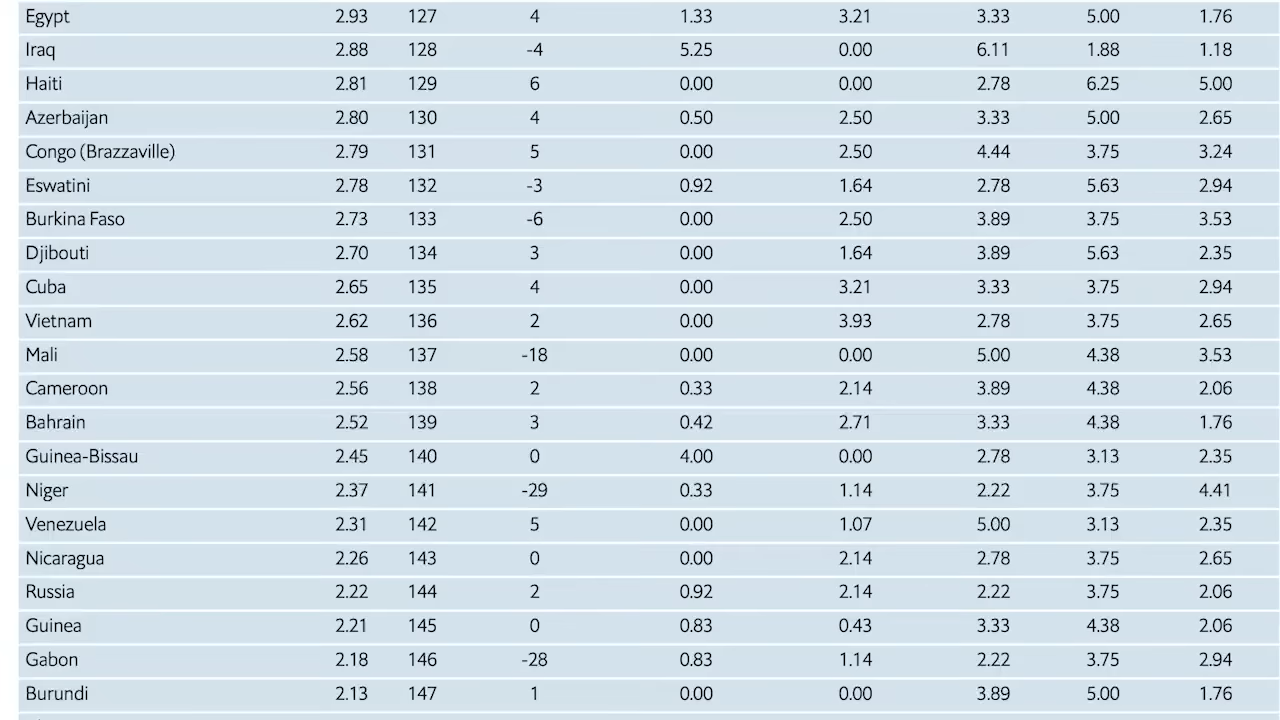 Egypt 2.93 127 4 1.33 3.21 3.33 5.00 1.76
Iraq 2.88 128 -4 5.25 0.00 6.11 1.88 1.18
Haiti 2.81 129 6 0.00 0.00 2.78 6.25 5.00
Azerbaijan 2.80 130 4 0.50 2.50 3.33 5.00 2.65
Congo (Brazzaville) 2.79 131 5 0.00 2.50 4.44 3.75 3.24
Eswatini 2.78 132 -3 0.92 1.64 2.78 5.63 2.94
Burkina Faso 2.73 133 -6 0.00 2.50 3.89 3.75 3.53
Djibouti 2.70 134 3 0.00 1.64 3.89 5.63 2.35
Cuba 2.65 135 4 0.00 3.21 3.33 3.75 2.94
Vietnam 2.62 136 2 0.00 3.93 2.78 3.75 2.65
Mali 2.58 137 -18 0.00 0.00 5.00 4.38 3.53
Cameroon 2.56 138 2 0.33 2.14 3.89 4.38 2.06
Bahrain 2.52 139 3 0.42 2.71 3.33 4.38 1.76
Guinea-Bissau 2.45 140 0 4.00 0.00 2.78 3.13 2.35
Niger 2.37 141 -29 0.33 1.14 2.22 3.75 4.41
Venezuela 2.31 142 5 0.00 1.07 5.00 3.13 2.35
Nicaragua 2.26 143 0 0.00 2.14 2.78 3.75 2.65
Russia 2.22 144 2 0.92 2.14 2.22 3.75 2.06
Guinea 2.21 145 0 0.83 0.43 3.33 4.38 2.06
Gabon 2.18 146 -28 0.83 1.14 2.22 3.75 2.94
Burundi 2.13 147 1 0.00 0.00 3.89 5.00 1.76